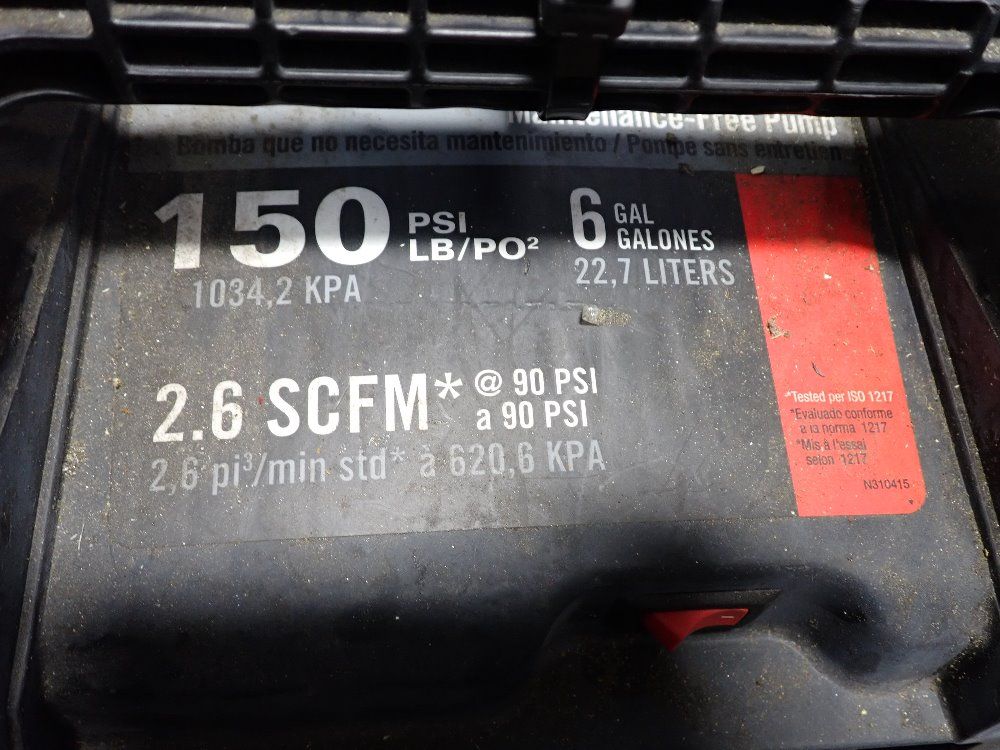 Maintenance-Free Pump
Bomba que no necesita mantenimiento / Pompe sans entretien
150 PSI
LB/PO²
1034,2 KPA
6 GAL
GALONES
22,7 LITERS
2.6 SCFM* @ 90 PSI
a 90 PSI
2,6 pi³/min std* à 620,6 KPA
*Tested per ISO 1217
*Evaluado conforme
a la norma 1217
*Mis à l'essai
selon 1217
N310415